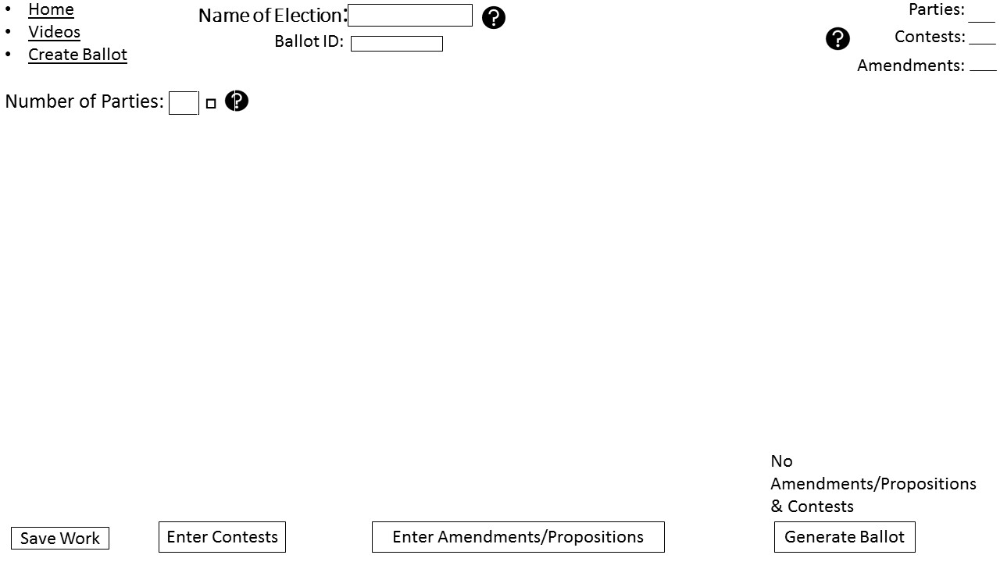 • Home
• Videos
• Create Ballot
Name of Election:
?
Ballot ID:
Parties:
?
Contests:
Amendments:
Number of Parties:
?
No
Amendments/Propositions
& Contests
Save Work
Enter Contests
Enter Amendments/Propositions
Generate Ballot